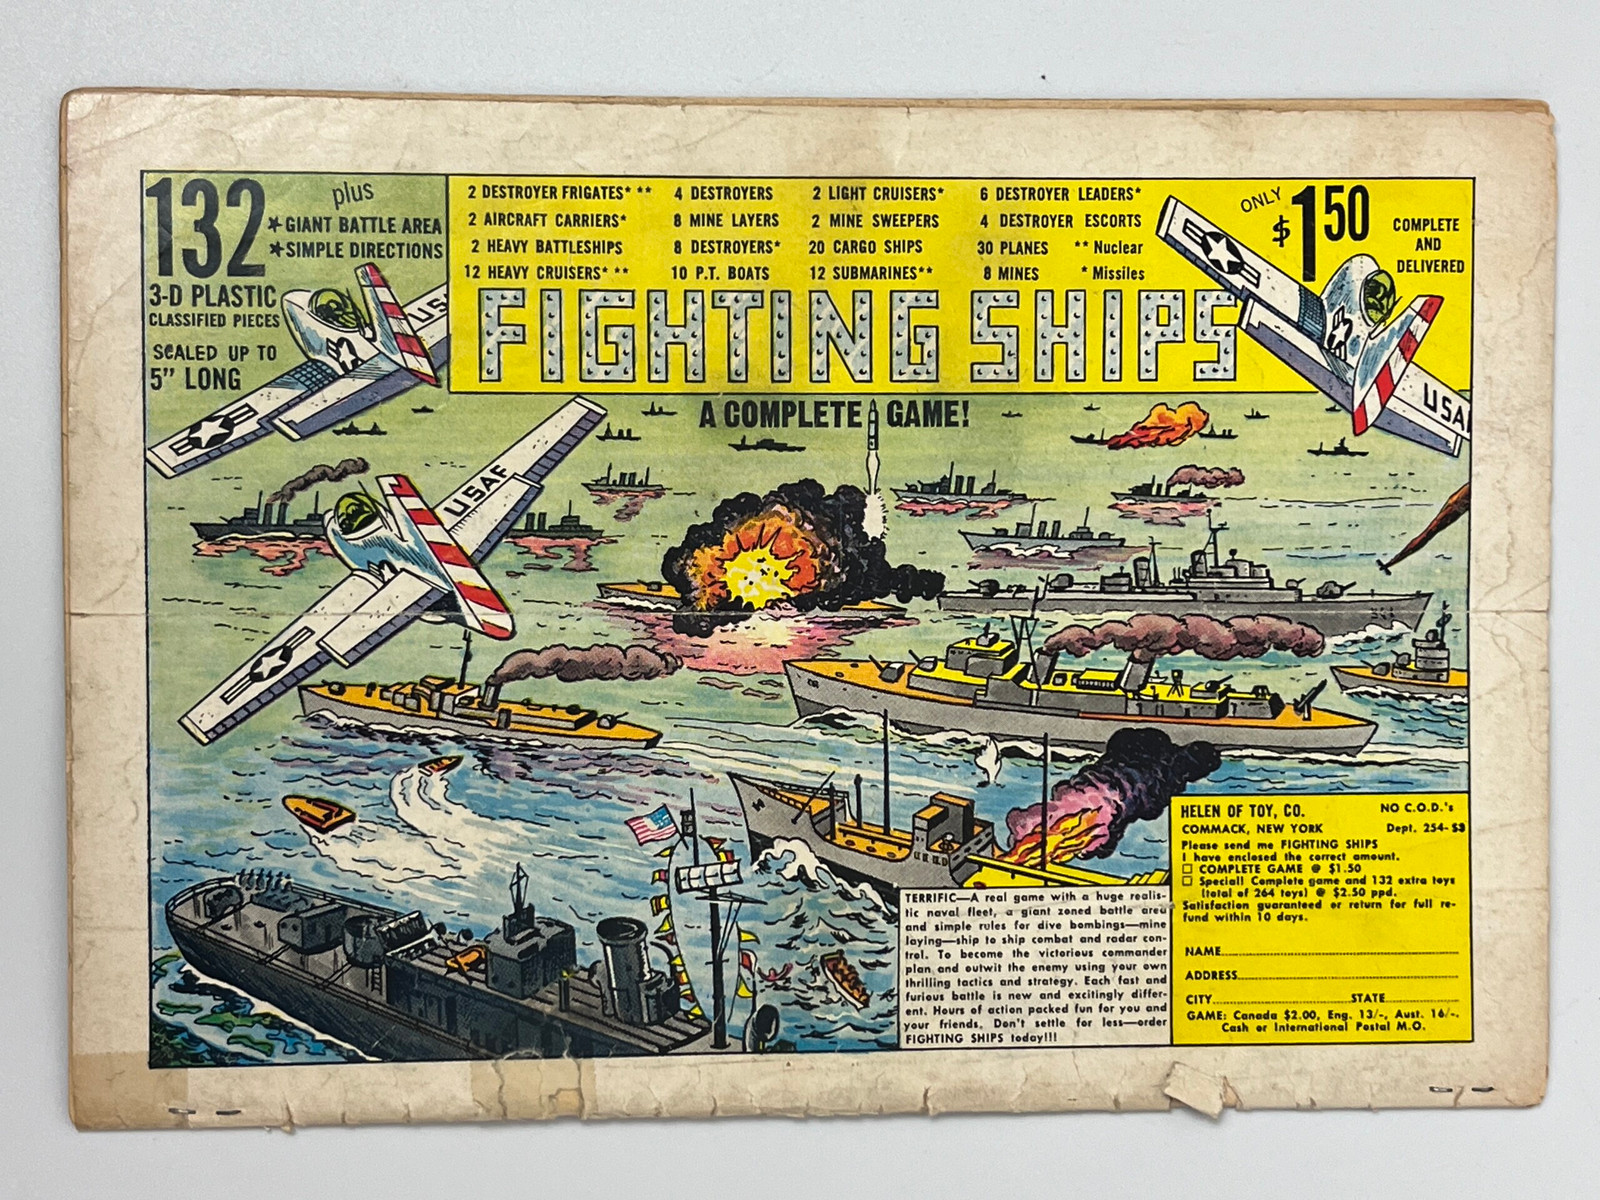 132
plus
★GIANT BATTLE AREA
★SIMPLE DIRECTIONS
3-D PLASTIC
CLASSIFIED PIECES
SCALED UP TO
5" LONG
2 DESTROYER FRIGATES* ** 4 DESTROYERS 2 LIGHT CRUISERS* 6 DESTROYER LEADERS*
2 AIRCRAFT CARRIERS* 8 MINE LAYERS 2 MINE SWEEPERS 4 DESTROYER ESCORTS
2 HEAVY BATTLESHIPS 8 DESTROYERS* 20 CARGO SHIPS 30 PLANES ** Nuclear
12 HEAVY CRUISERS* ** 10 P.T. BOATS 12 SUBMARINES** 8 MINES * Missiles
ONLY
$1 50
COMPLETE
AND
DELIVERED
FIGHTING SHIPS
A COMPLETE GAME!
US
USAF
USA
TERRIFIC—A real game with a huge realis-
tic naval fleet, a giant zoned battle area
and simple rules for dive bombings—mine
laying—ship to ship combat and radar con-
trol. To become the victorious commander
plan and outwit the enemy using your own
thrilling tactics and strategy. Each fast and
furious battle is new and excitingly differ-
ent. Hours of action packed fun for you and
your friends. Don't settle for less—order
FIGHTING SHIPS today!!!
HELEN OF TOY, CO. NO C.O.D.'s
COMMACK, NEW YORK Dept. 254-S3
Please send me FIGHTING SHIPS
I have enclosed the correct amount.
☐ COMPLETE GAME @ $1.50
☐ Special! Complete game and 132 extra toys
(total of 264 toys) @ $2.50 ppd.
Satisfaction guaranteed or return for full re-
fund within 10 days.
NAME
ADDRESS
CITY STATE
GAME: Canada $2.00, Eng. 13/-, Aust. 16/-.
Cash or International Postal M.O.